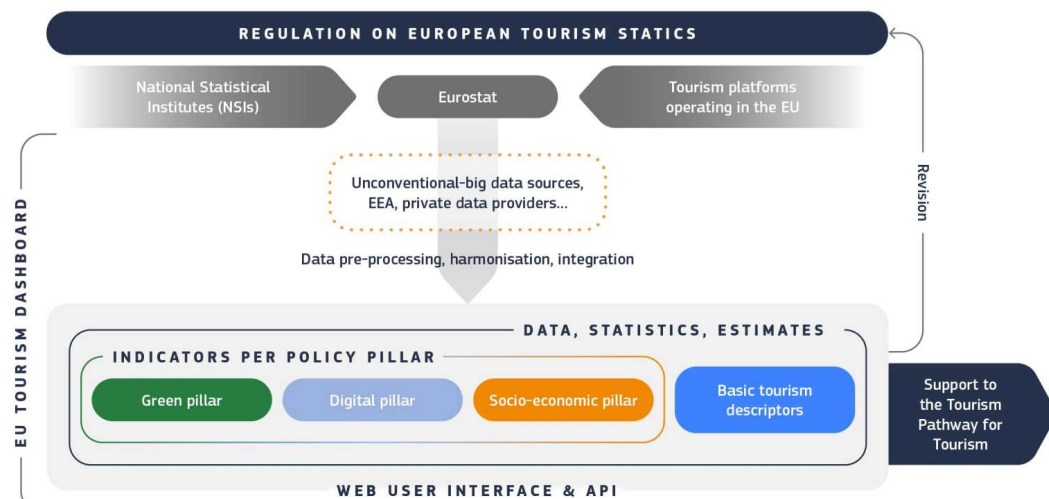 REGULATION ON EUROPEAN TOURISM STATICS
National Statistical
Institutes (NSIs)
Eurostat
Tourism platforms
operating in the EU
Unconventional-big data sources,
EEA, private data providers...
Revision
EU TOURISM DASHBOARD
Data pre-processing, harmonisation, integration
DATA, STATISTICS, ESTIMATES
INDICATORS PER POLICY PILLAR
Green pillar
Digital pillar
Socio-economic pillar
Basic tourism
descriptors
Support to
the Tourism
Pathway for
Tourism
WEB USER INTERFACE & API